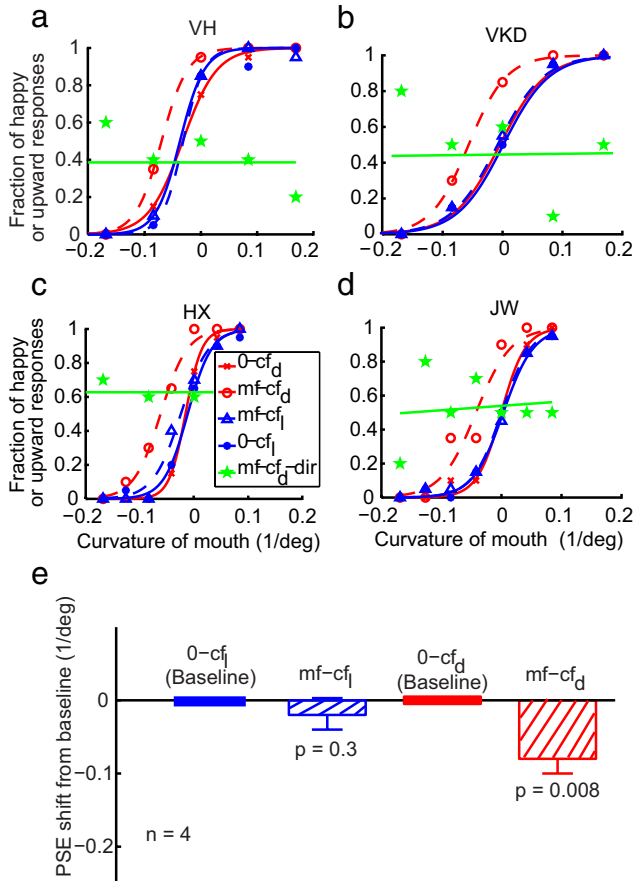 a
VH
Fraction of happy
or upward responses
1
0.8
0.6
0.4
0.2
0
−0.2 −0.1 0 0.1 0.2
b
VKD
1
0.8
0.6
0.4
0.2
0
−0.2 −0.1 0 0.1 0.2
c
HX
Fraction of happy
or upward responses
1
0.8
0.6
0.4
0.2
0
0−cf_d
mf−cf_d
mf−cf_l
0−cf_l
mf−cf_d−dir
−0.2 −0.1 0 0.1 0.2
Curvature of mouth (1/deg)
d
JW
1
0.8
0.6
0.4
0.2
0
−0.2 −0.1 0 0.1 0.2
Curvature of mouth (1/deg)
e
PSE shift from baseline (1/deg)
0
−0.1
−0.2
0−cf_l
(Baseline)
mf−cf_l
0−cf_d
(Baseline)
mf−cf_d
p = 0.3
p = 0.008
n = 4